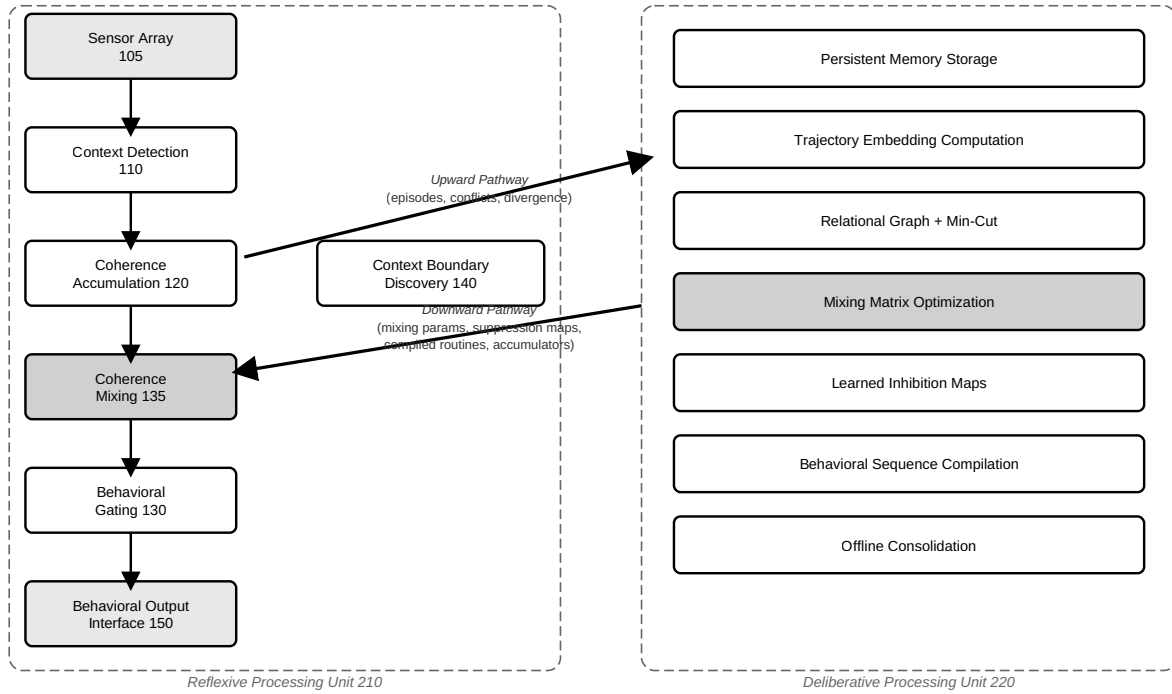 Sensor Array
105
Context Detection
110
Coherence
Accumulation 120
Coherence
Mixing 135
Behavioral
Gating 130
Behavioral Output
Interface 150
Upward Pathway
(episodes, conflicts, divergence)
Context Boundary
Discovery 140
Downward Pathway
(mixing params, suppression maps,
compiled routines, accumulators)
Reflexive Processing Unit 210
Persistent Memory Storage
Trajectory Embedding Computation
Relational Graph + Min-Cut
Mixing Matrix Optimization
Learned Inhibition Maps
Behavioral Sequence Compilation
Offline Consolidation
Deliberative Processing Unit 220